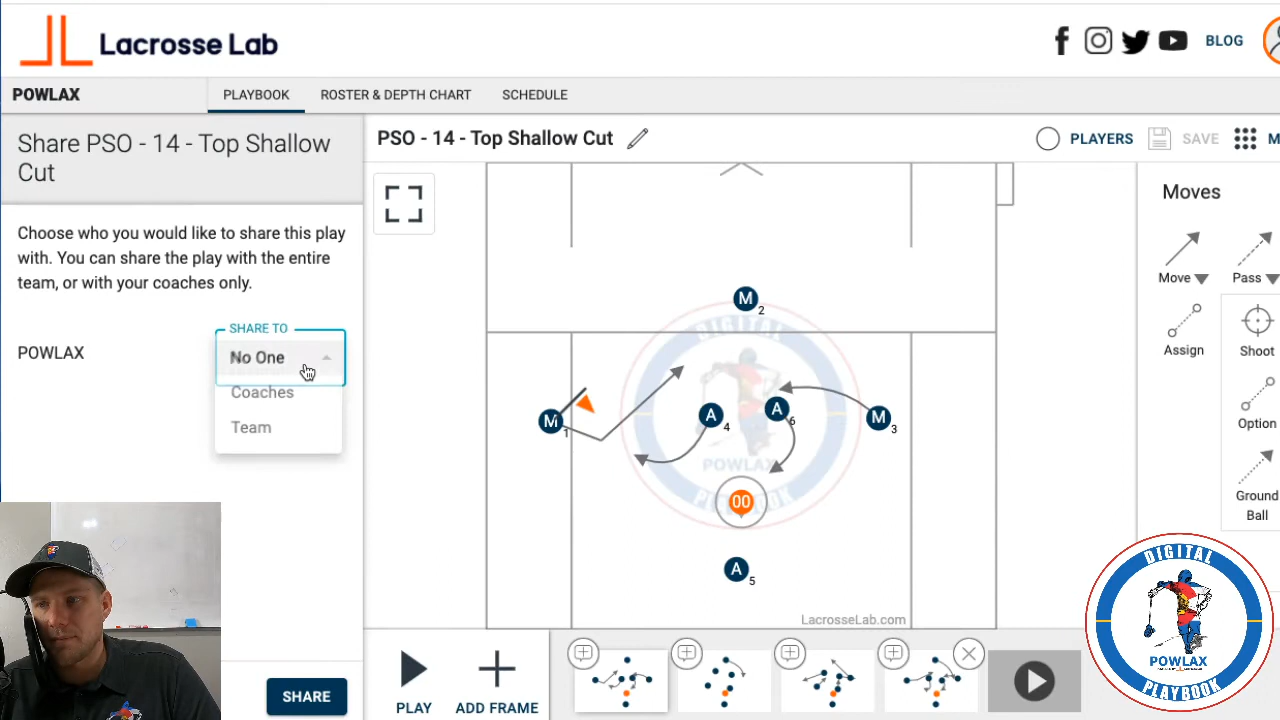 Lacrosse Lab
BLOG
POWLAX
PLAYBOOK
ROSTER & DEPTH CHART
SCHEDULE
Share PSO - 14 - Top Shallow
Cut
Choose who you would like to share this play
with. You can share the play with the entire
team, or with your coaches only.
SHARE TO
POWLAX
No One
Coaches
Team
SHARE
PSO - 14 - Top Shallow Cut
PLAYERS
SAVE
M
M 2
M 1
A 4
A 6
M 3
00
A 5
DIGITAL
POWLAX
PLAYBOOK
LacrosseLab.com
Moves
Move
Pass
Assign
Shoot
Option
Ground
Ball
PLAY
ADD FRAME
DIGITAL
POWLAX
PLAYBOOK